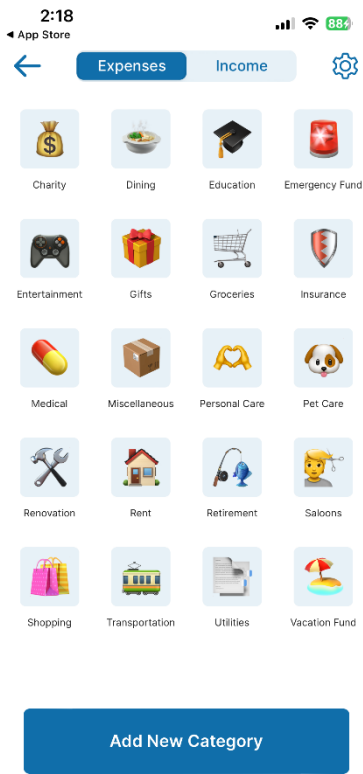 2:18
88
◀ App Store
Expenses Income
Charity Dining Education Emergency Fund
Entertainment Gifts Groceries Insurance
Medical Miscellaneous Personal Care Pet Care
Renovation Rent Retirement Saloons
Shopping Transportation Utilities Vacation Fund
Add New Category